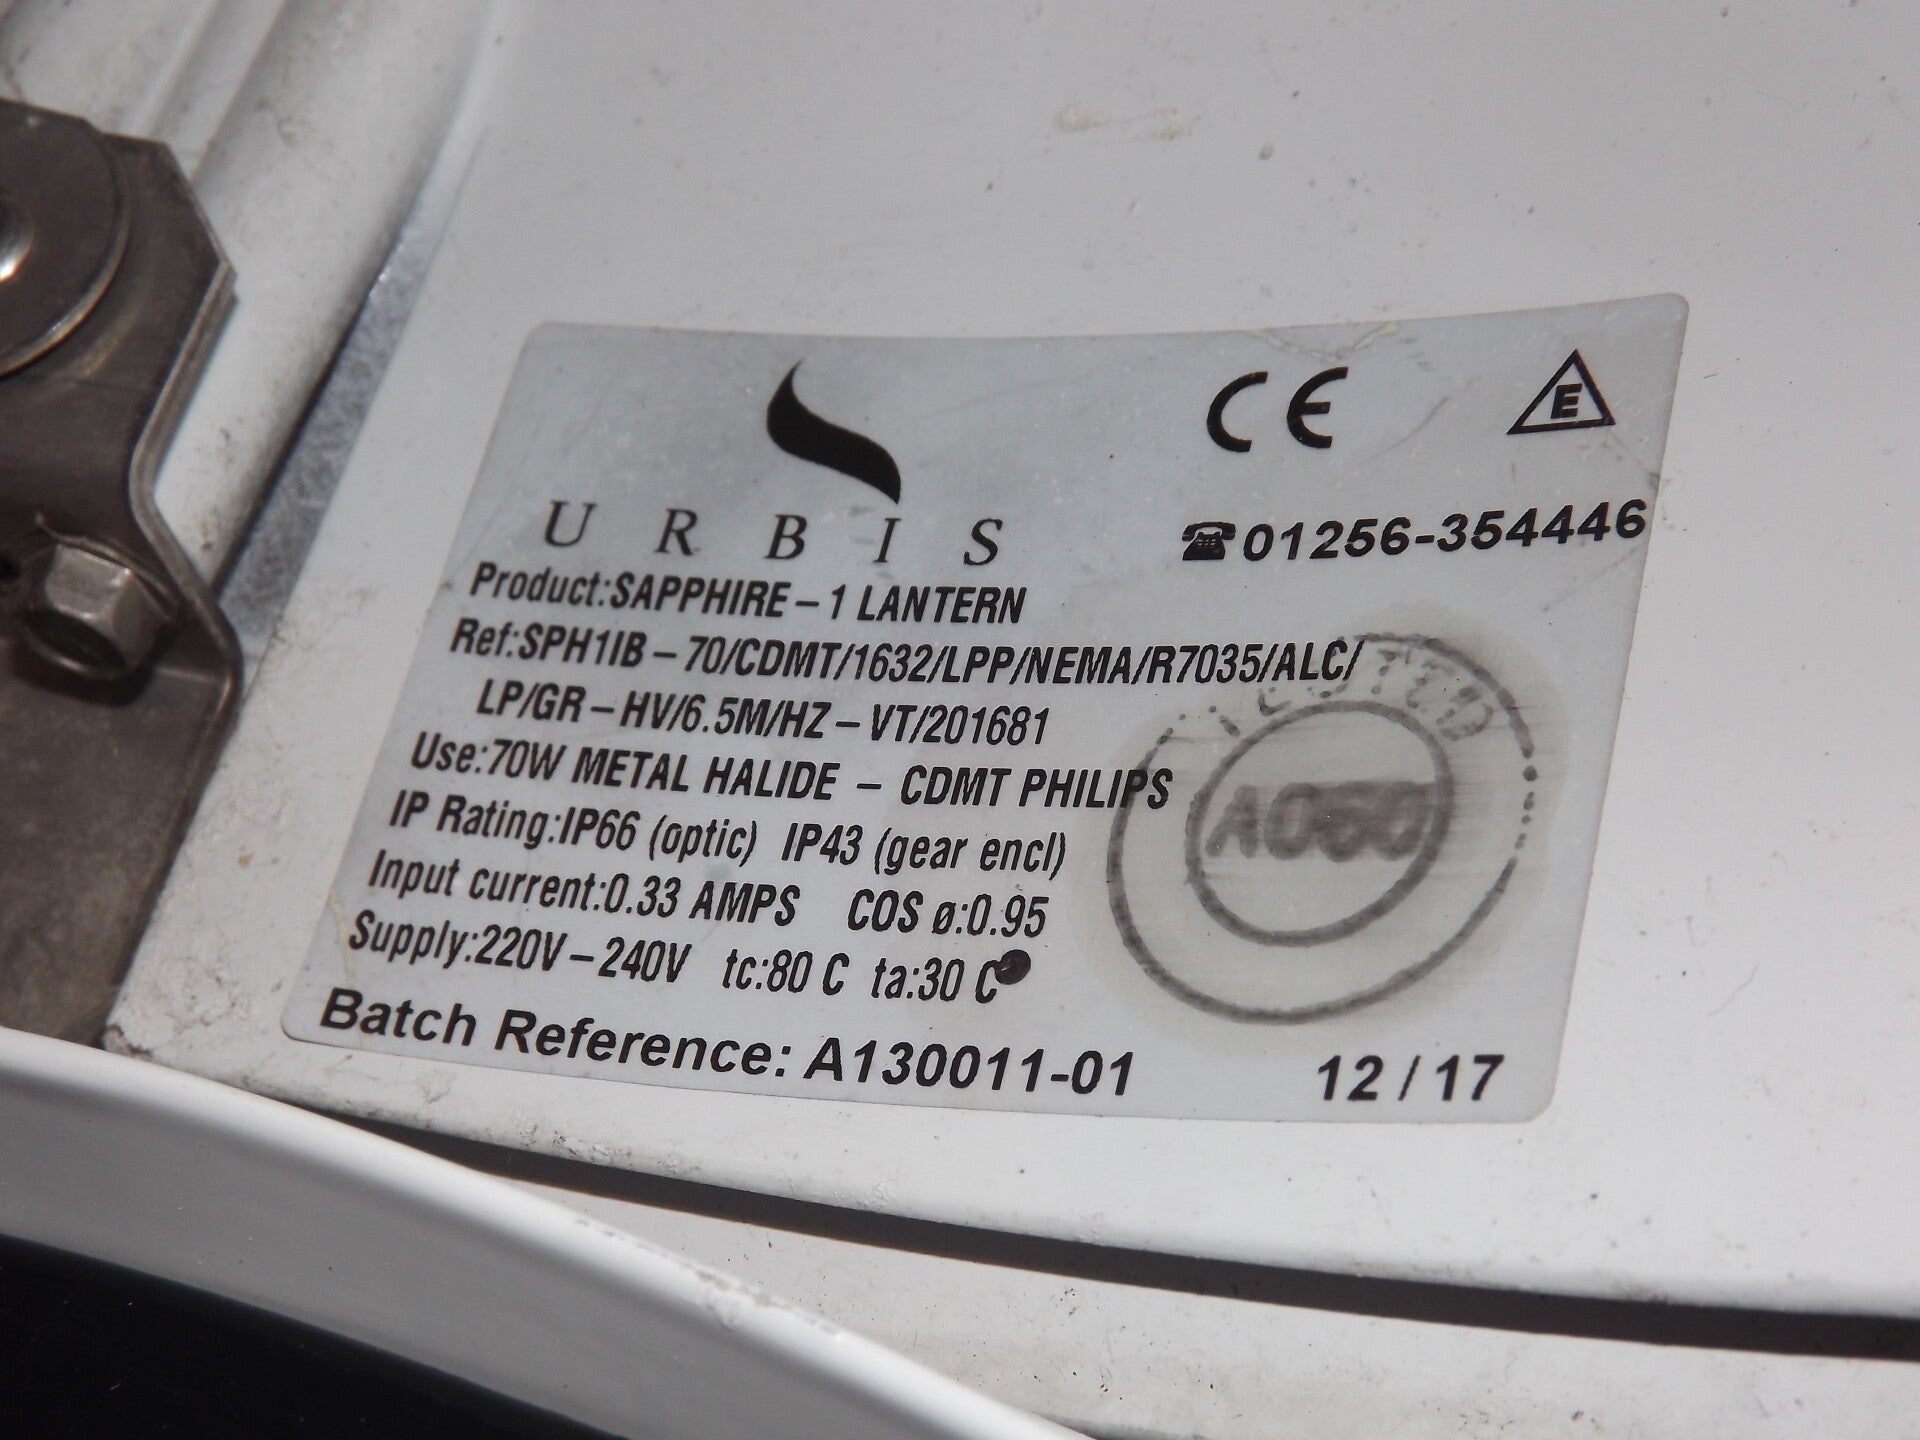 CE
E
URBIS
☎01256-354446
Product:SAPPHIRE – 1 LANTERN
Ref:SPH1IB – 70/CDMT/1632/LPP/NEMA/R7035/ALC/
LP/GR – HV/6.5M/HZ – VT/201681
Use:70W METAL HALIDE – CDMT PHILIPS
IP Rating:IP66 (optic) IP43 (gear encl)
Input current:0.33 AMPS COS ø:0.95
Supply:220V – 240V tc:80 C ta:30 C
Batch Reference: A130011-01
12 / 17
TESTED
A050